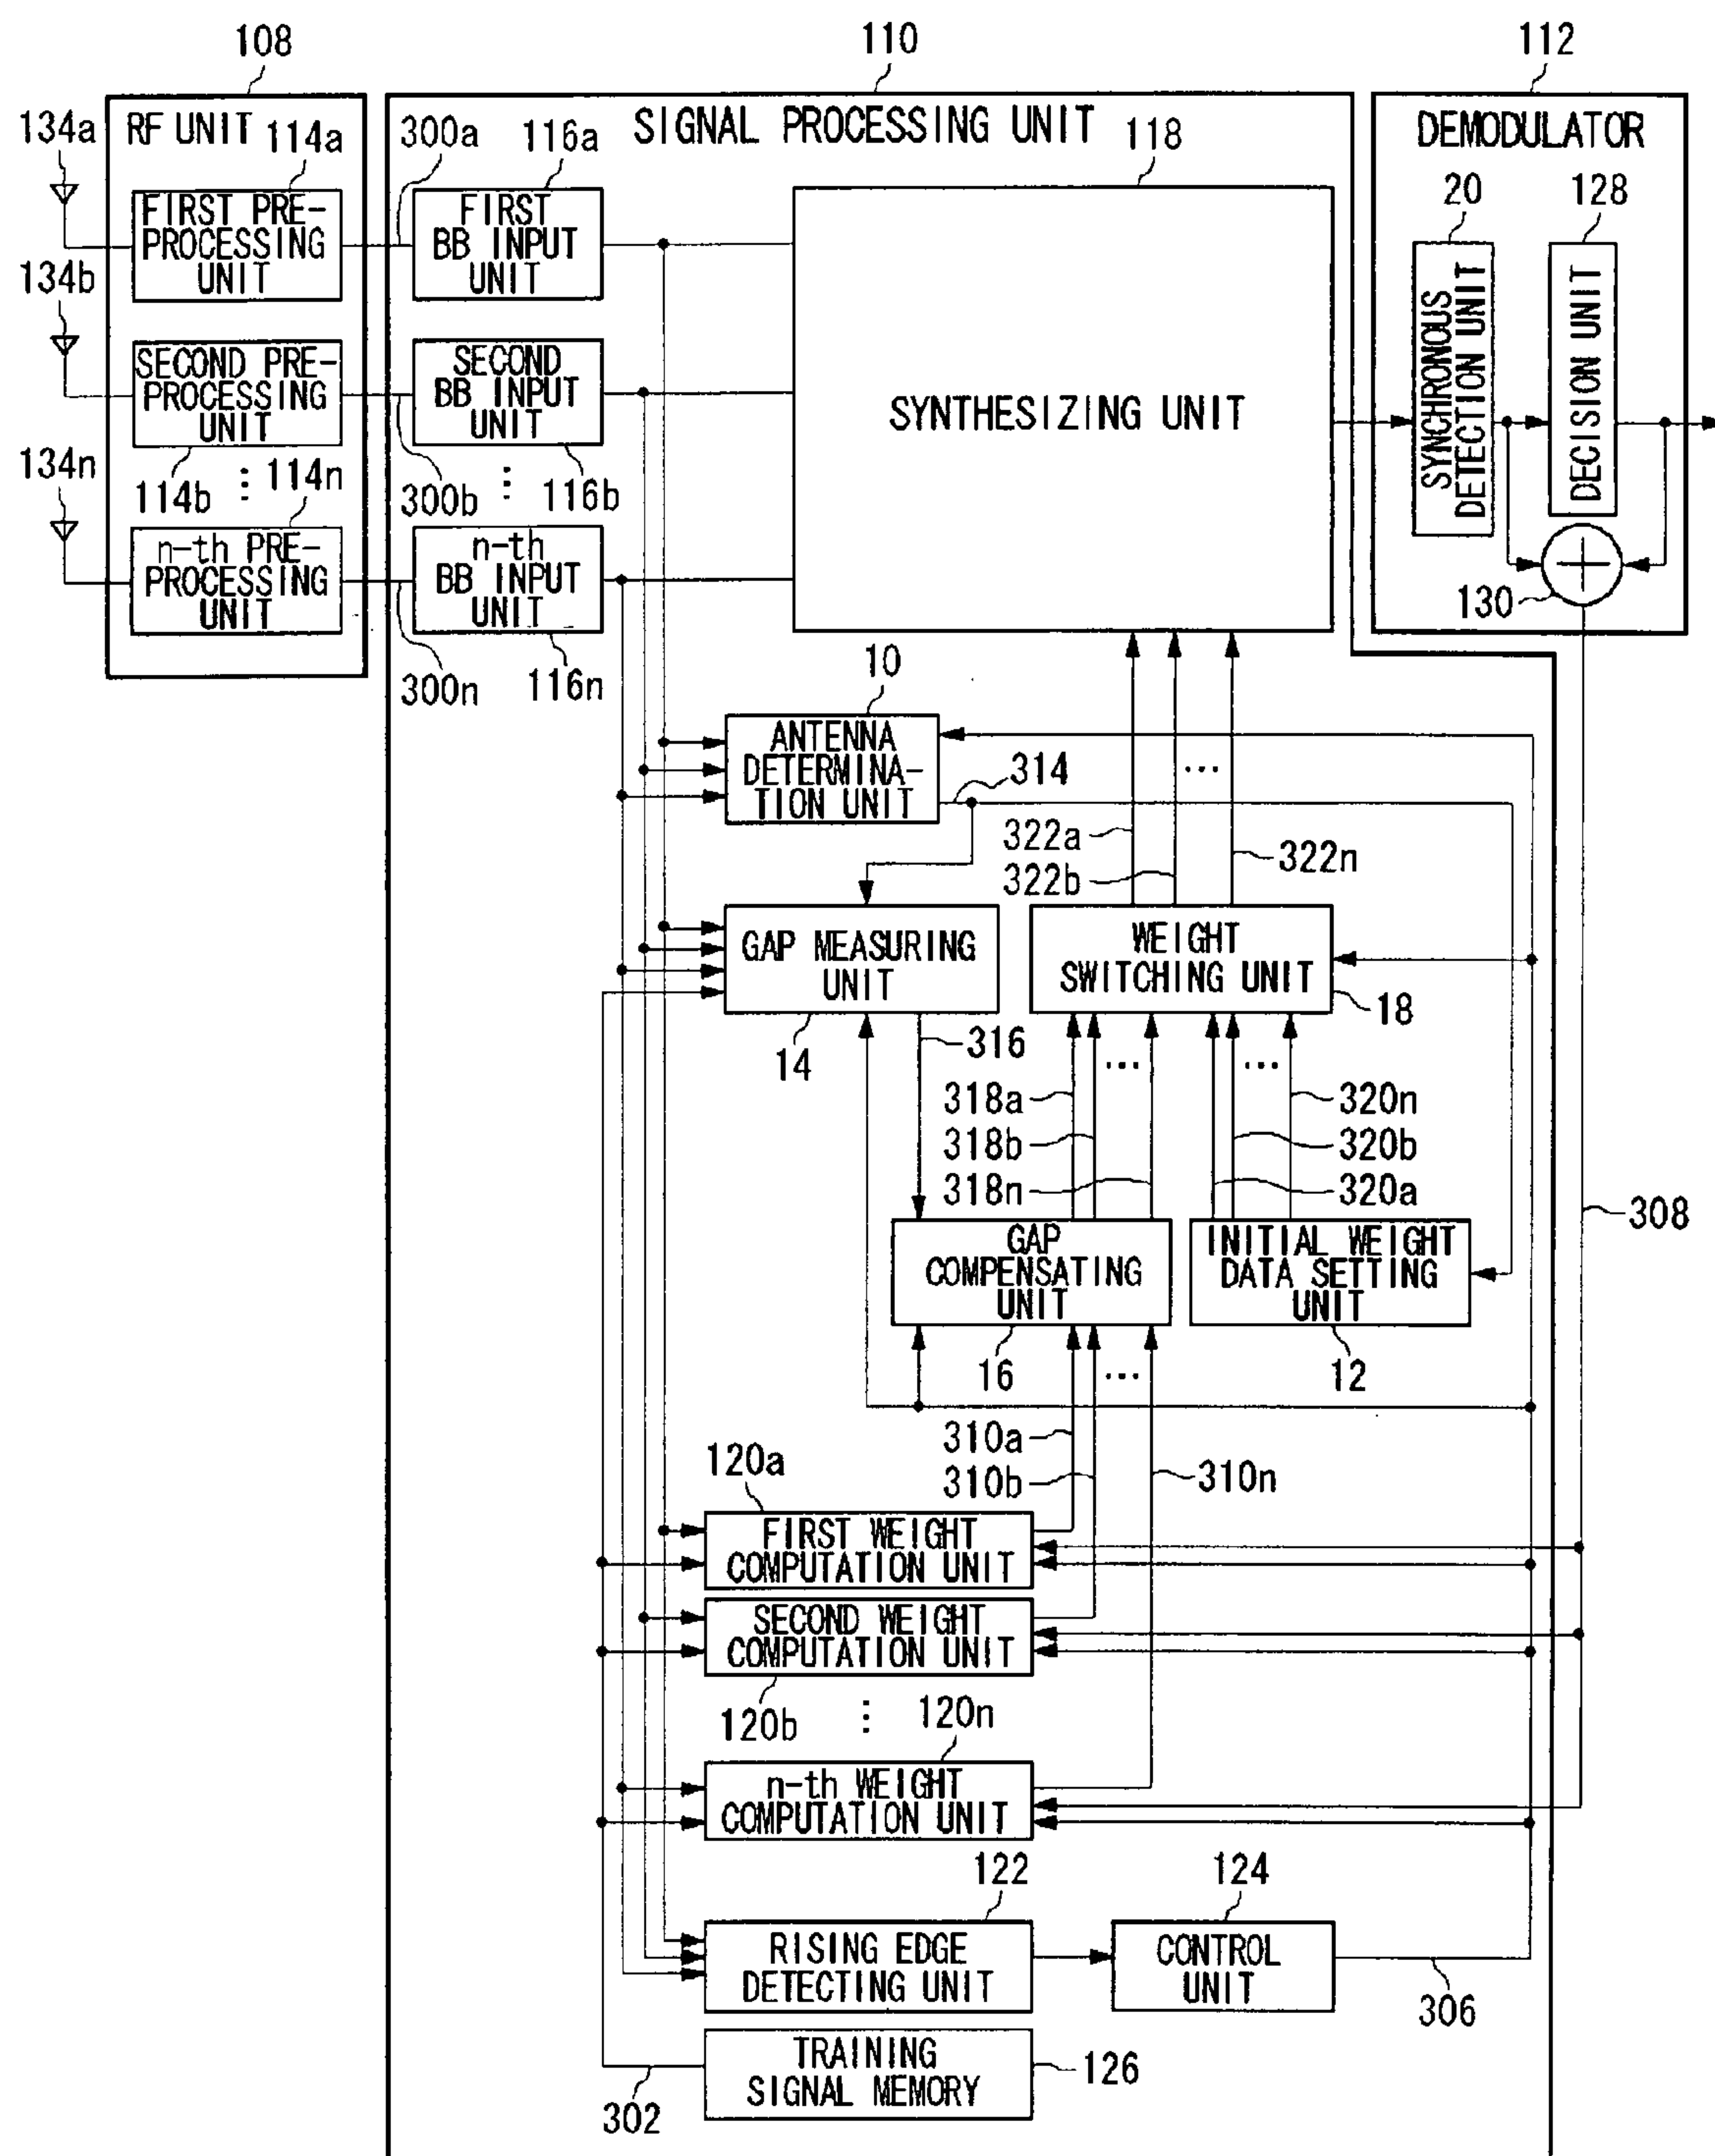 108
110
112
134a
RF UNIT
114a
300a
116a
SIGNAL PROCESSING UNIT
118
DEMODULATOR
FIRST PRE-
PROCESSING
UNIT
FIRST
BB INPUT
UNIT
20
128
134b
SECOND PRE-
PROCESSING
UNIT
SECOND
BB INPUT
UNIT
SYNTHESIZING UNIT
SYNCHRONOUS
DETECTION UNIT
DECISION UNIT
134n
114b
⋮
114n
300b
⋮
116b
n-th PRE-
PROCESSING
UNIT
n-th
BB INPUT
UNIT
130
300n
116n
10
ANTENNA
DETERMINA-
TION UNIT
314
...
322a
322b
322n
GAP MEASURING
UNIT
WEIGHT
SWITCHING UNIT
14
316
18
...
...
318a
318b
318n
320n
320b
320a
308
GAP
COMPENSATING
UNIT
INITIAL WEIGHT
DATA SETTING
UNIT
16
...
12
310a
310b
310n
120a
FIRST WEIGHT
COMPUTATION UNIT
SECOND WEIGHT
COMPUTATION UNIT
120b
⋮
120n
n-th WEIGHT
COMPUTATION UNIT
122
124
RISING EDGE
DETECTING UNIT
CONTROL
UNIT
306
TRAINING
SIGNAL MEMORY
126
302